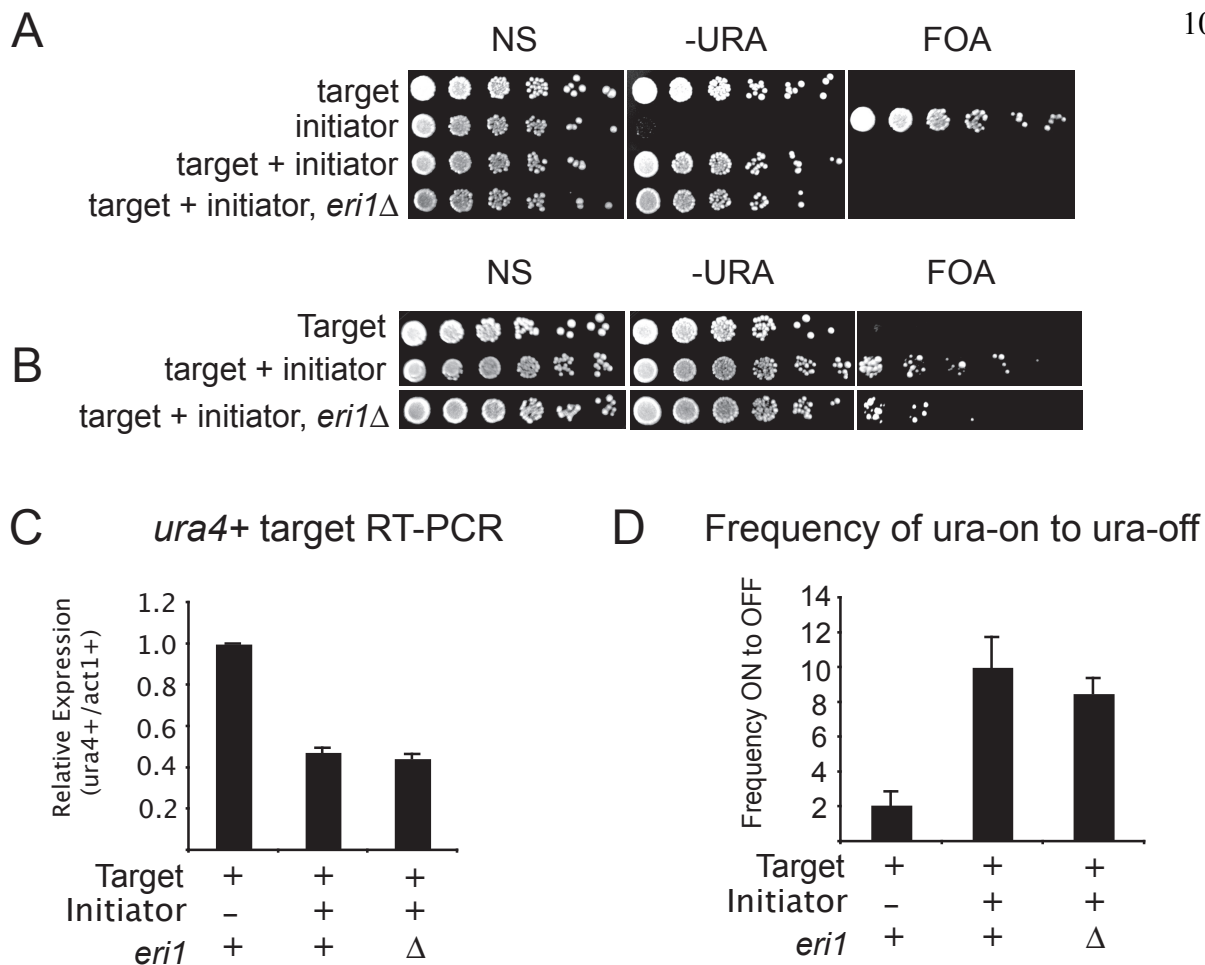 A
10
NS -URA FOA
target
initiator
target + initiator
target + initiator, eri1Δ
NS -URA FOA
B
Target
target + initiator
target + initiator, eri1Δ
C ura4+ target RT-PCR
Relative Expression
(ura4+/act1+)
1.2
1.0
0.8
0.6
0.4
0.2
Target + + +
Initiator – + +
eri1 + + Δ
D Frequency of ura-on to ura-off
Frequency ON to OFF
14
12
10
8
6
4
2
Target + + +
Initiator – + +
eri1 + + Δ